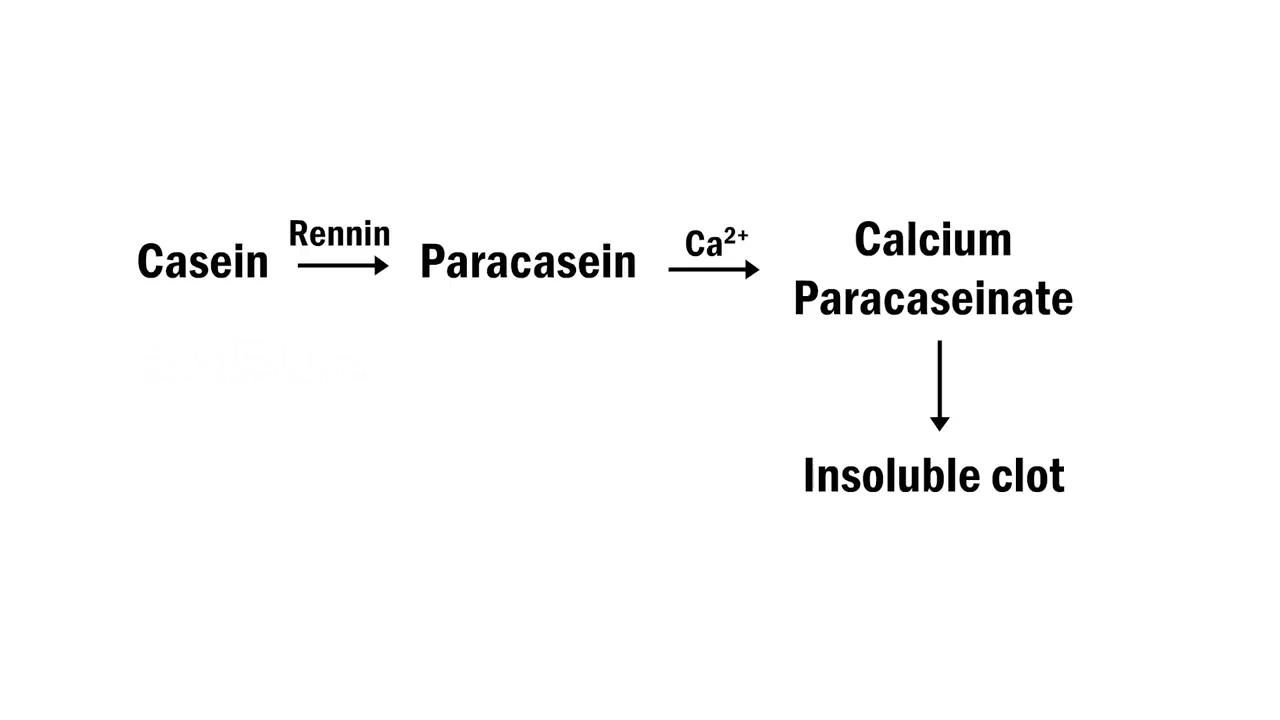 Casein
Rennin
Paracasein
Ca²⁺
Calcium
Paracaseinate
Insoluble clot